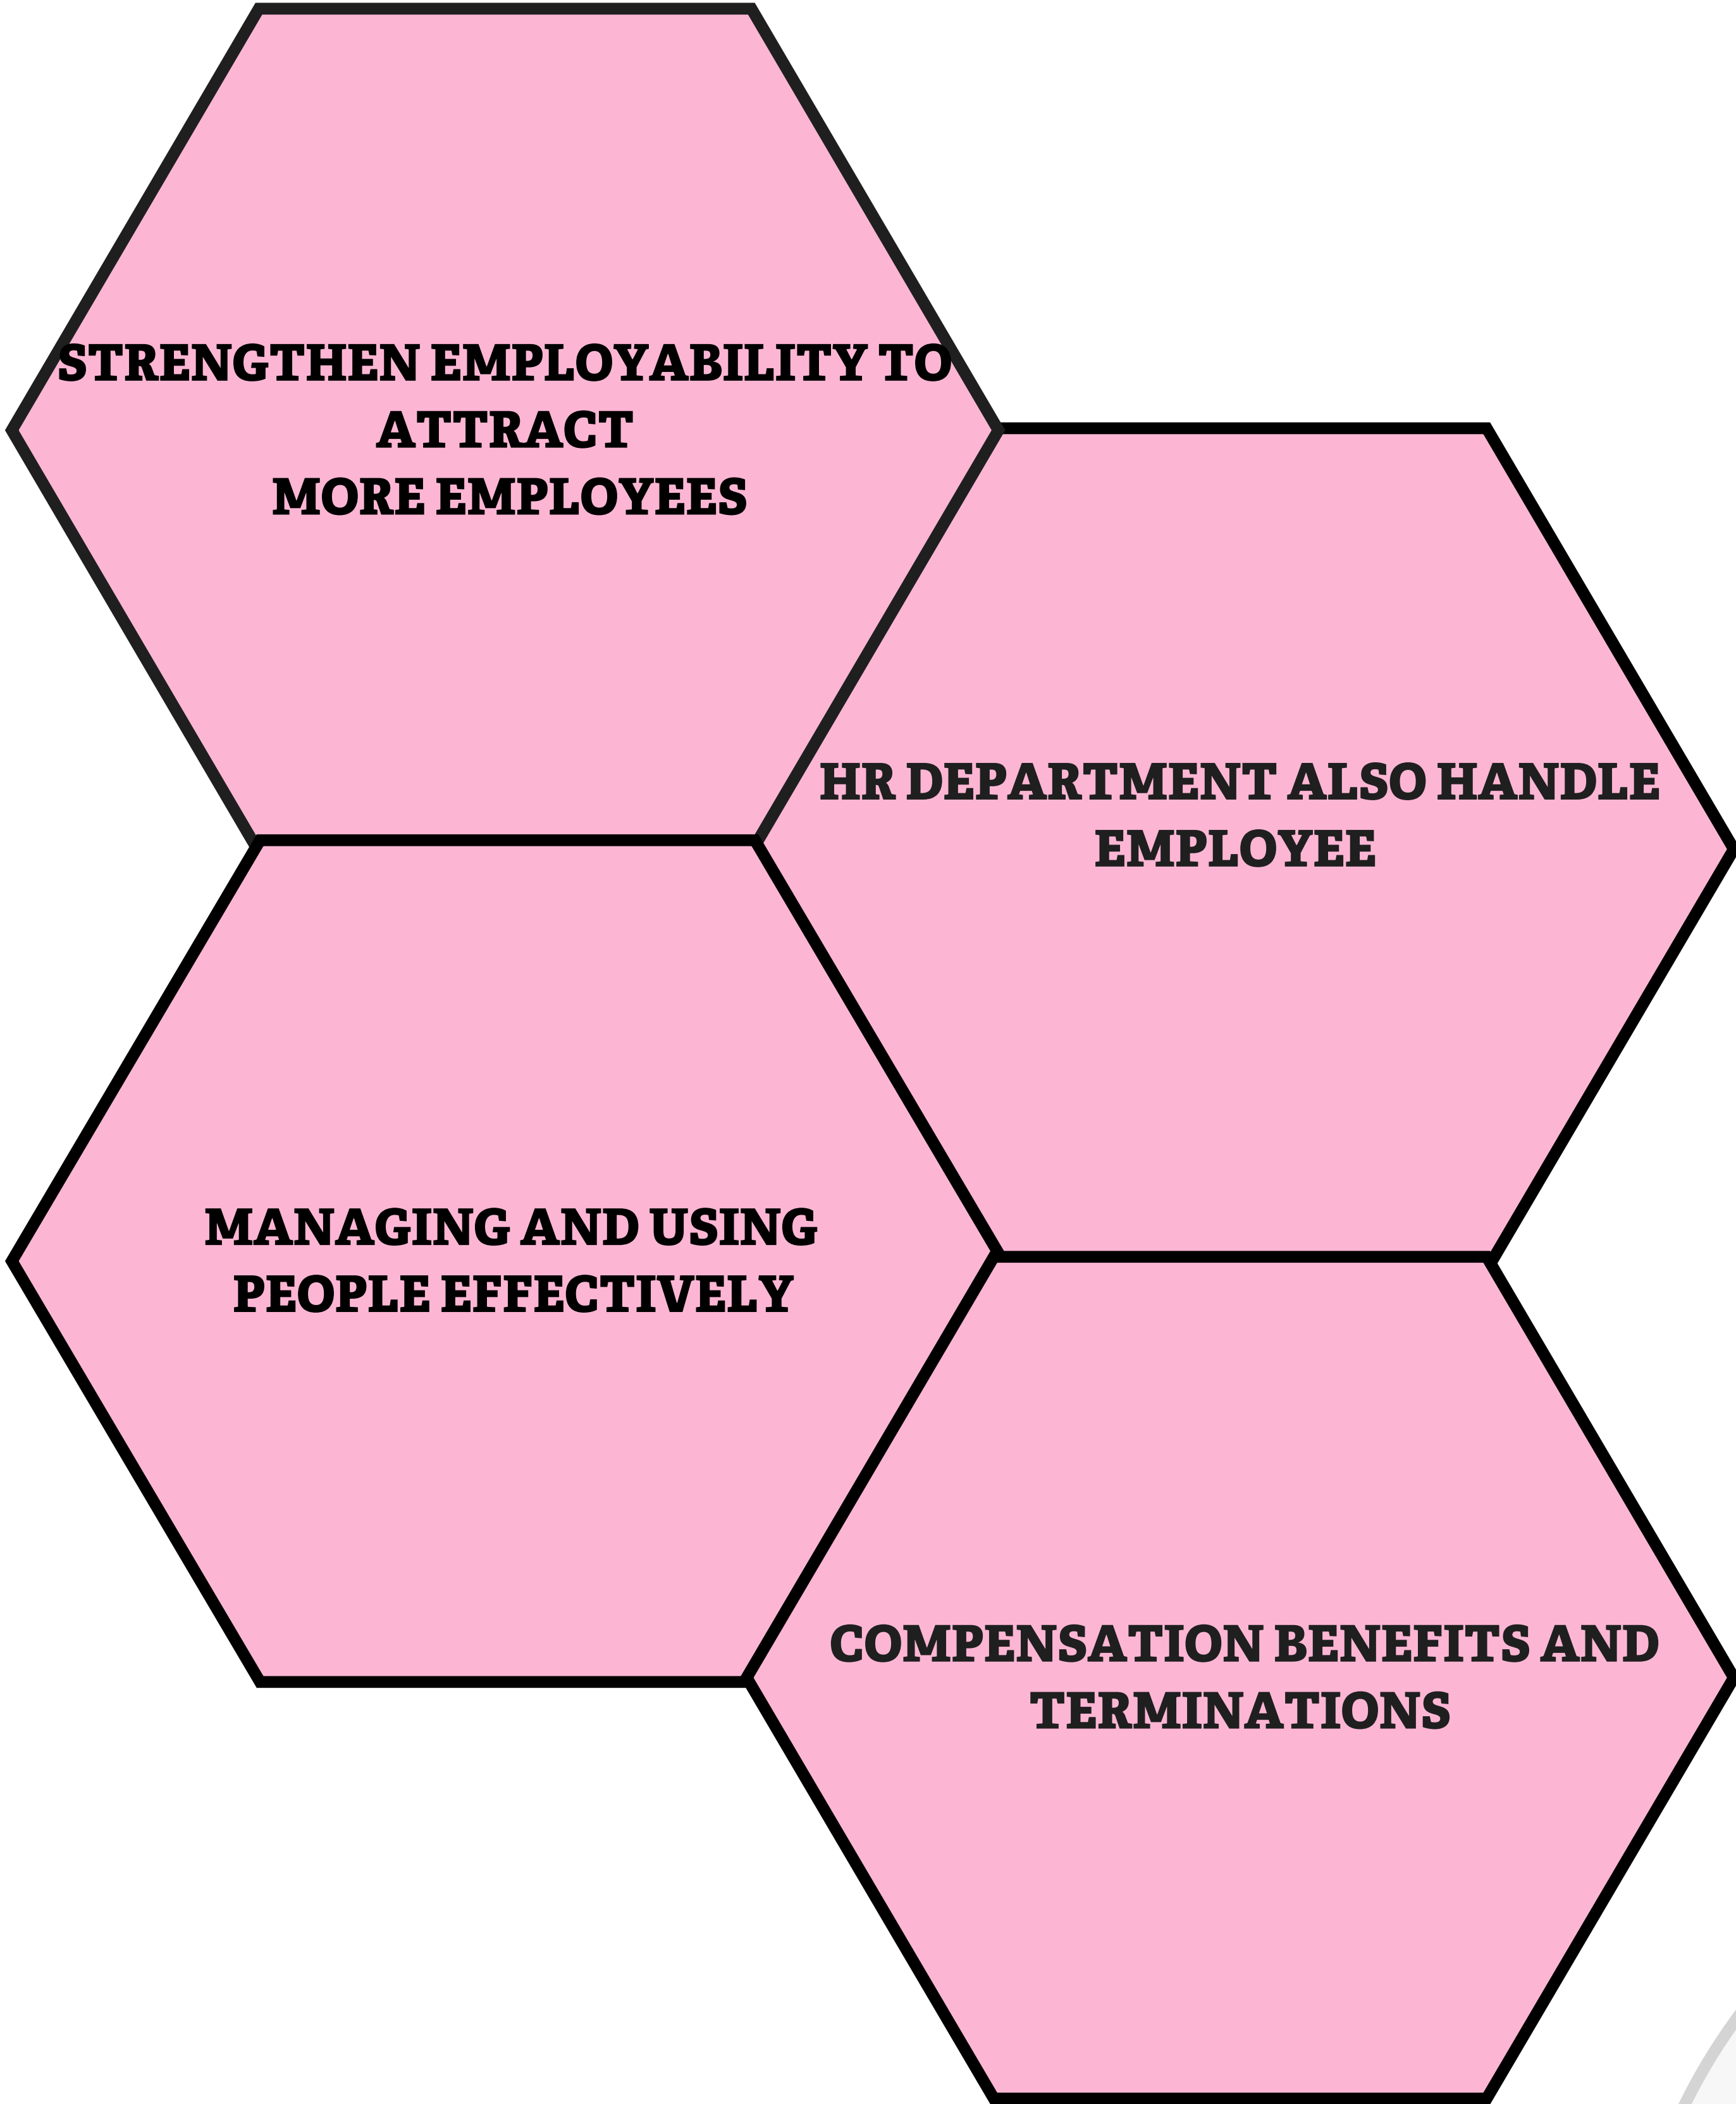 STRENGTHEN EMPLOYABILITY TO
ATTRACT
MORE EMPLOYEES
HR DEPARTMENT ALSO HANDLE
EMPLOYEE
MANAGING AND USING
PEOPLE EFFECTIVELY
COMPENSATION BENEFITS AND
TERMINATIONS